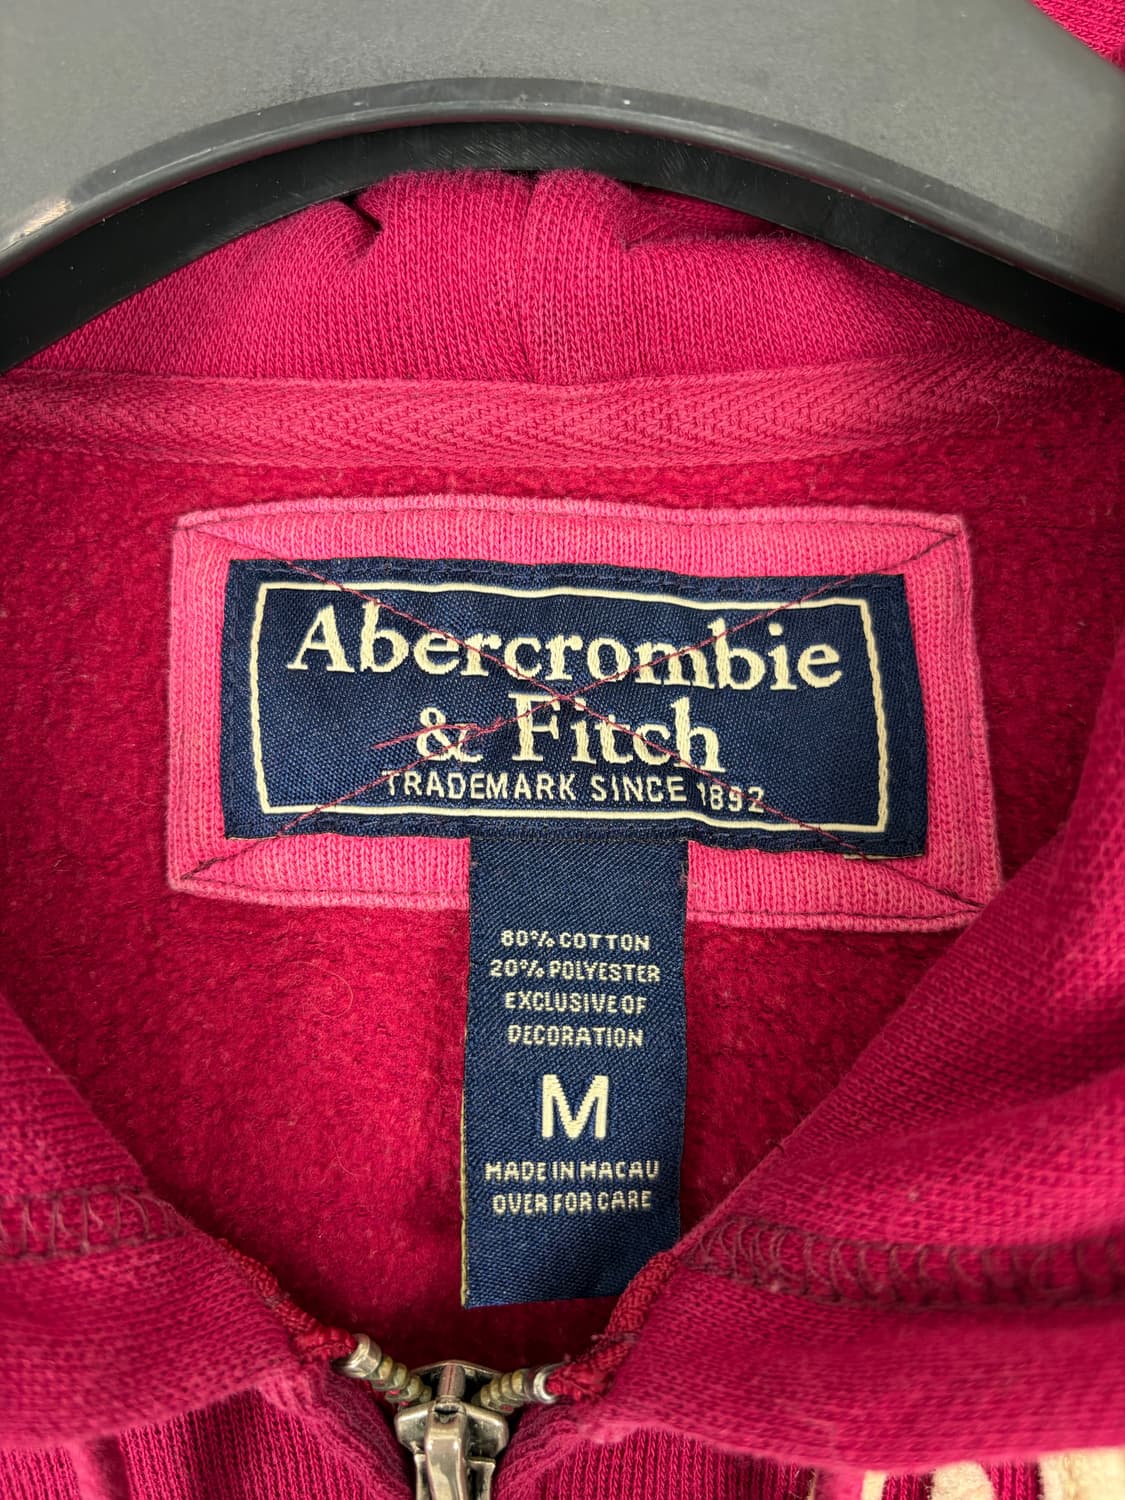 Abercrombie
& Fitch
TRADEMARK SINCE 1892
80% COTTON
20% POLYESTER
EXCLUSIVE OF
DECORATION
M
MADE IN MACAU
OVER FOR CARE